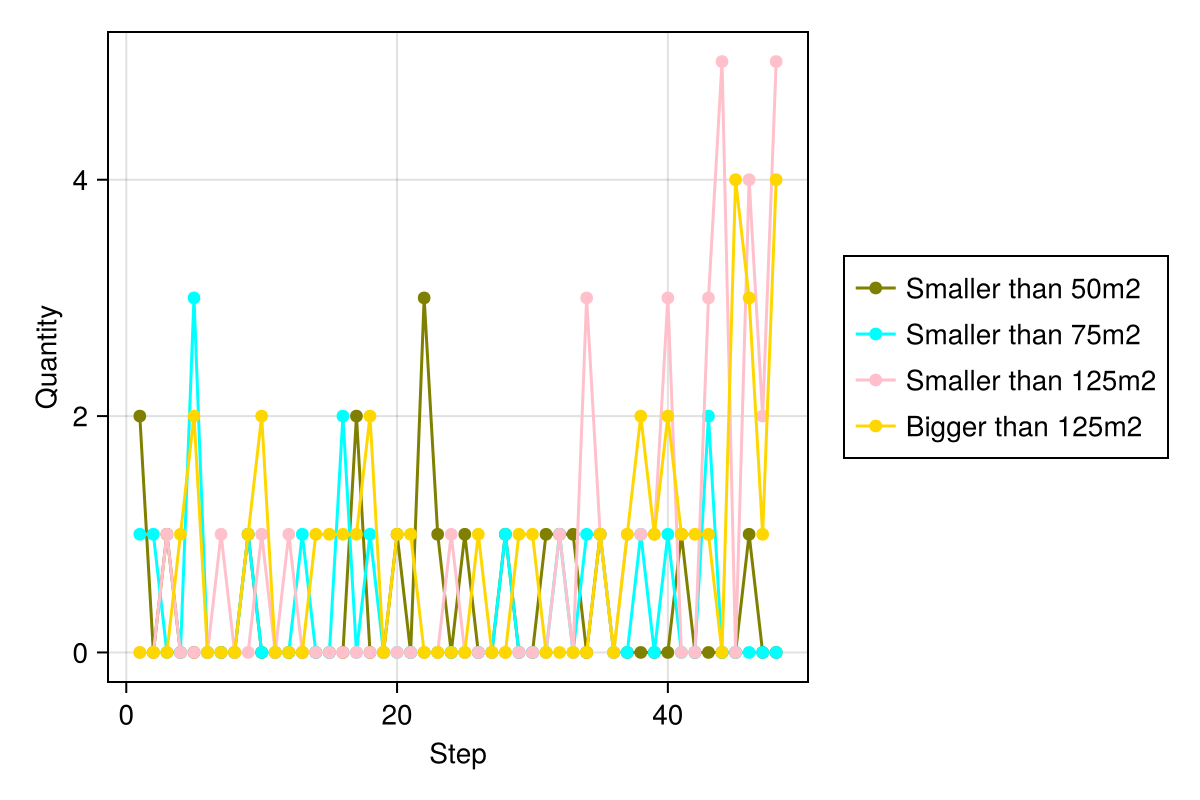 4
2
0
0
20
40
Quantity
Step
Smaller than 50m2
Smaller than 75m2
Smaller than 125m2
Bigger than 125m2